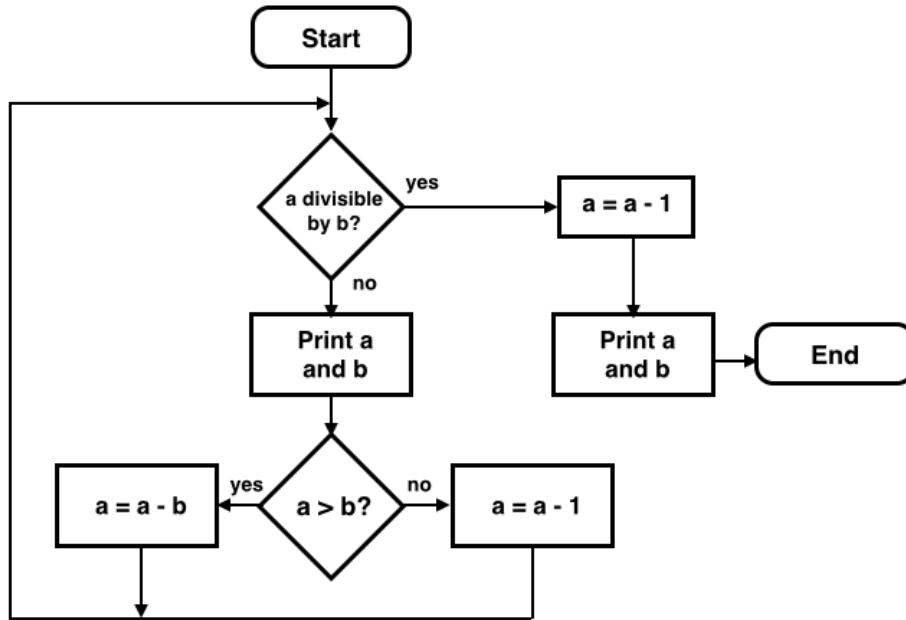 Start
a divisible
by b?
yes
a = a - 1
no
Print a
and b
Print a
and b
End
a = a - b
yes
a > b?
no
a = a - 1